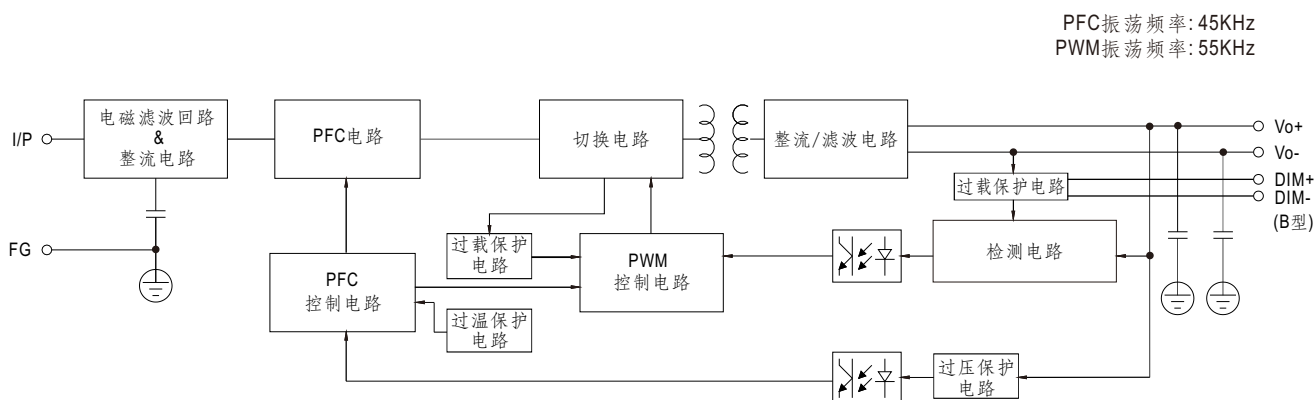 PFC振荡频率: 45KHz
PWM振荡频率: 55KHz
I/P
电磁滤波回路
&
整流电路
PFC电路
切换电路
整流/滤波电路
Vo+
Vo-
DIM+
DIM-
(B型)
过载保护电路
FG
过载保护
电路
PWM
控制电路
检测电路
PFC
控制电路
过温保护
电路
过压保护
电路